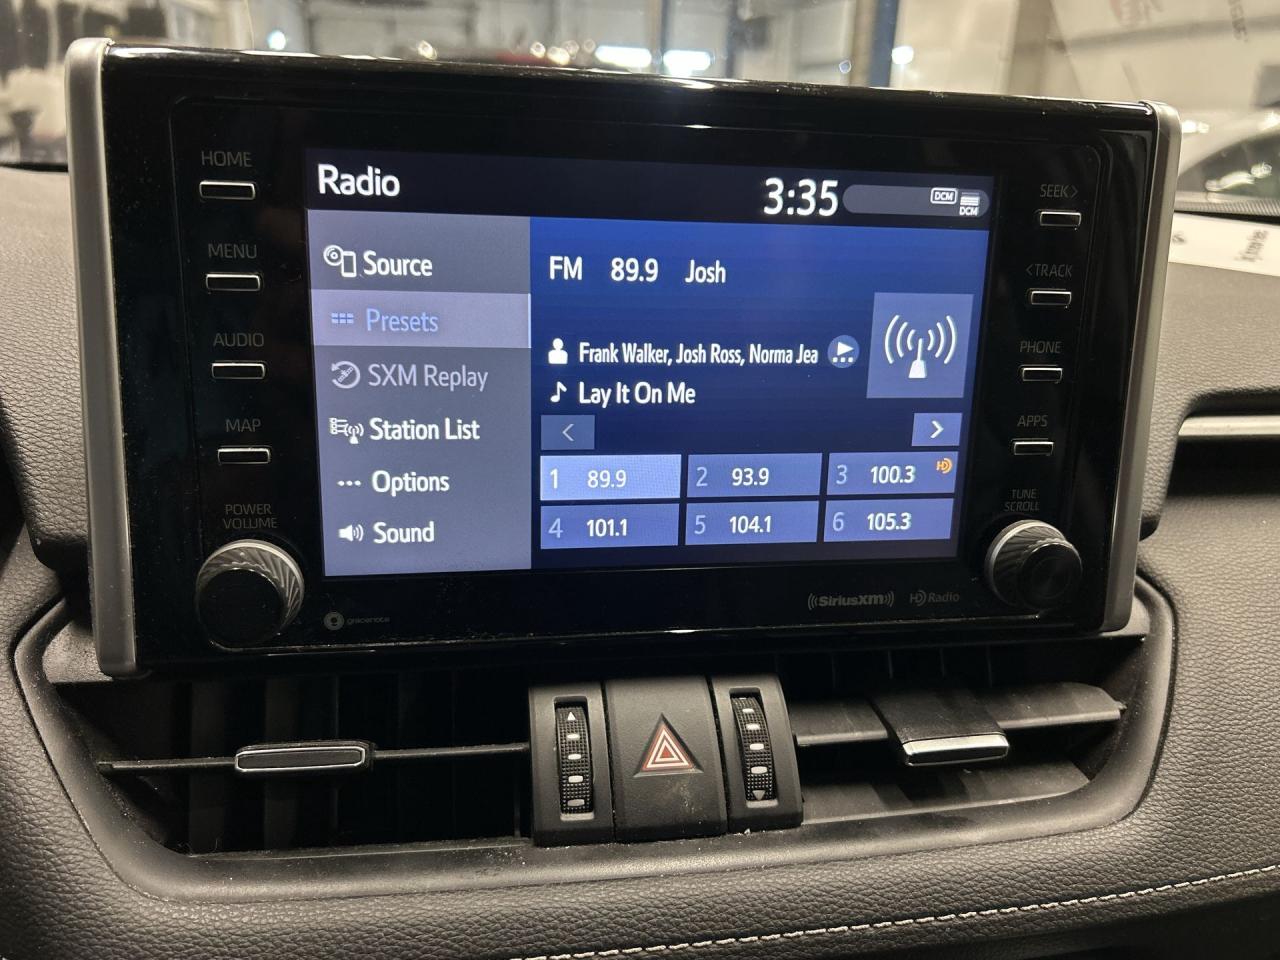 HOME
MENU
AUDIO
MAP
POWER
VOLUME
Radio
3:35
DCM
DCM
Source
Presets
SXM Replay
Station List
Options
Sound
FM 89.9 Josh
Frank Walker, Josh Ross, Norma Jea
Lay It On Me
<
>
1 89.9
2 93.9
3 100.3 HD
4 101.1
5 104.1
6 105.3
SEEK>
<TRACK
PHONE
APPS
TUNE
SCROLL
gracenote
((SiriusXM))
HD Radio